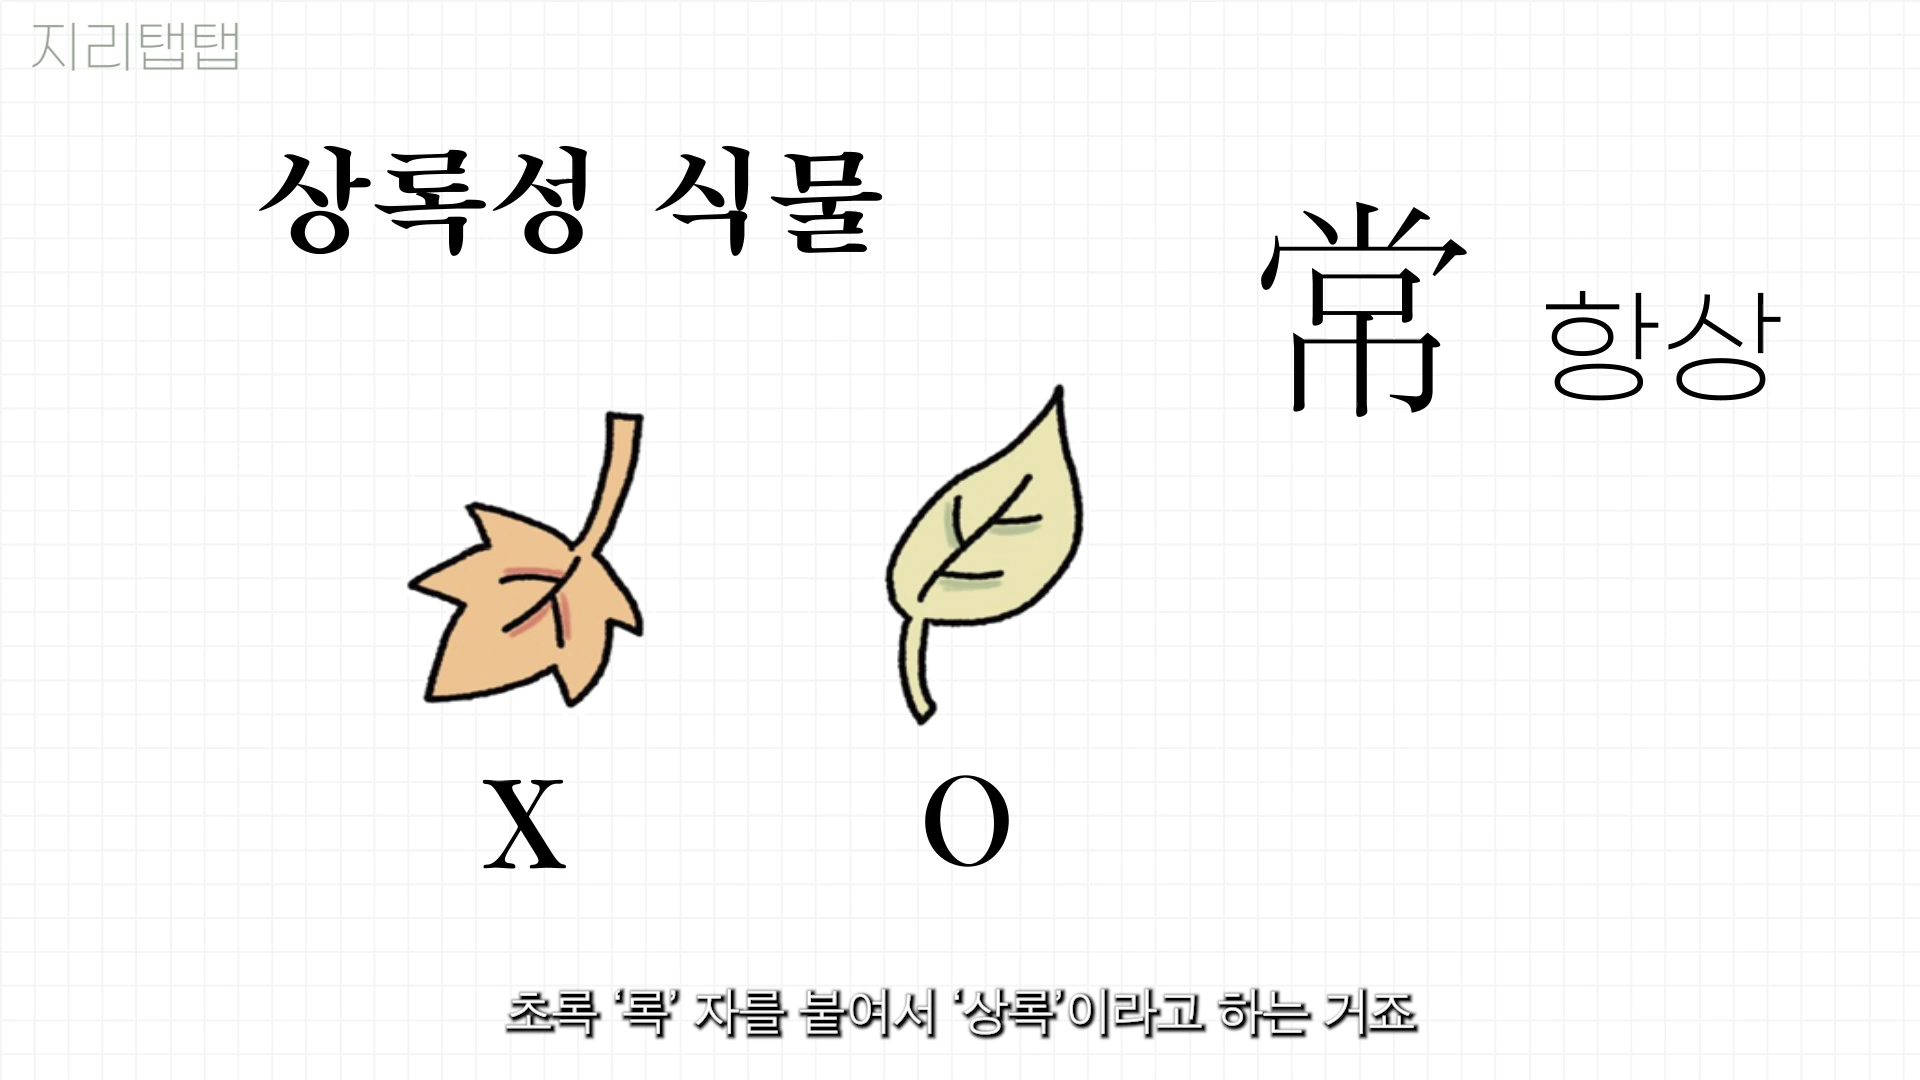 지리탭탭
상록성 식물
常 항상
X O
초록 ‘록’ 자를 붙여서 ‘상록’이라고 하는 거죠